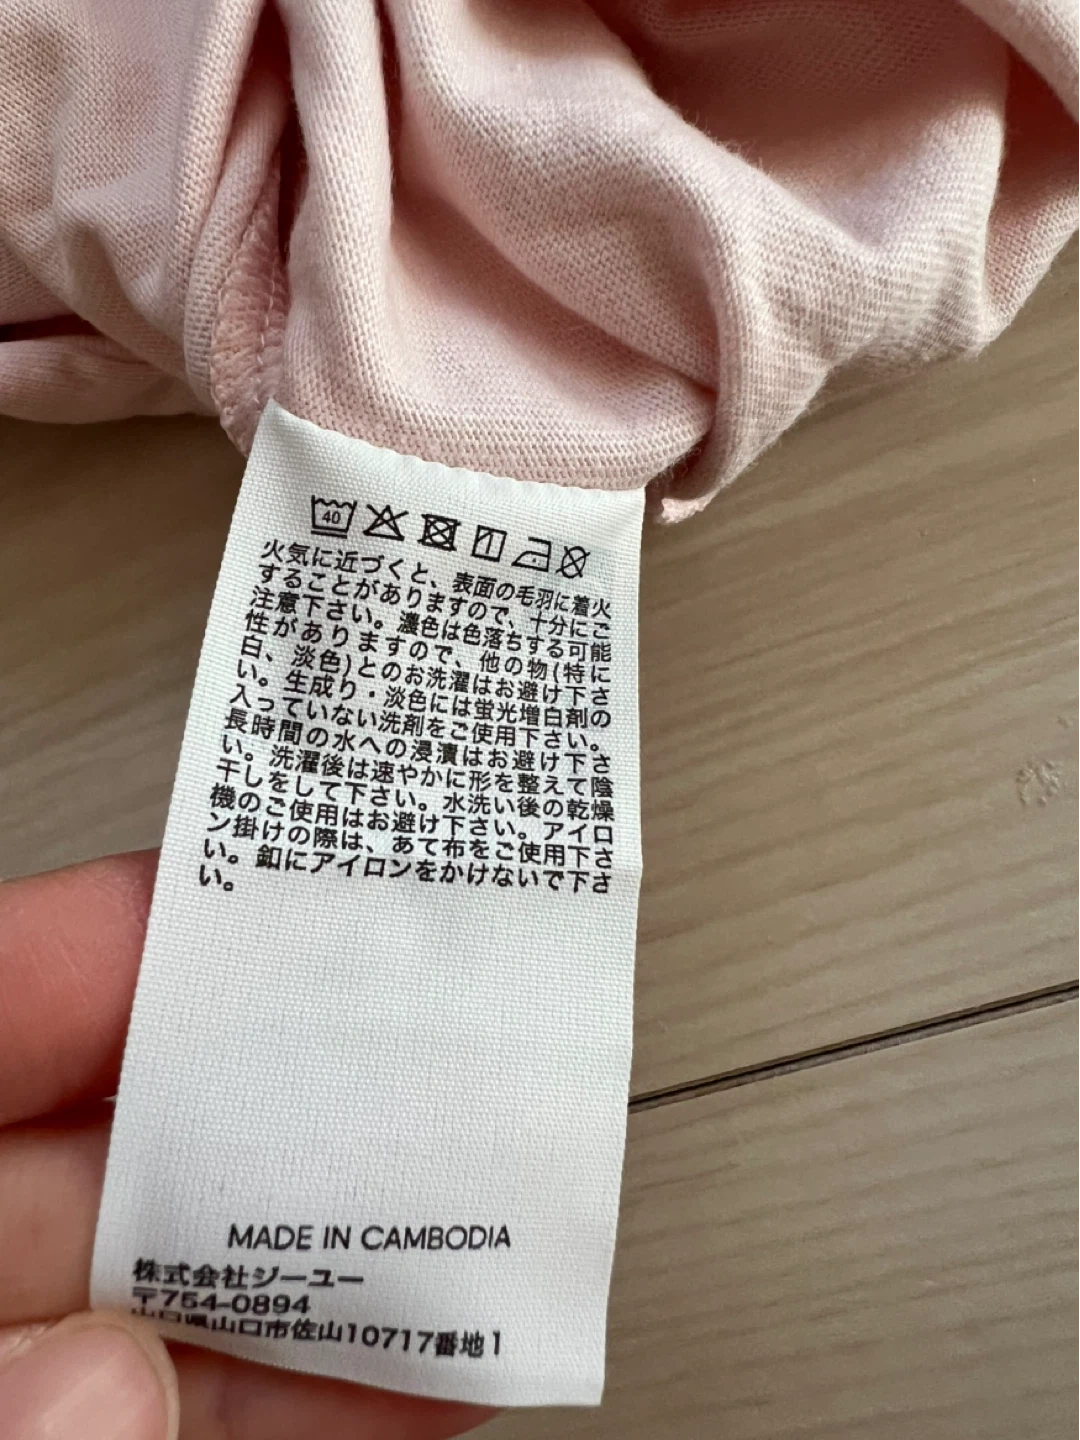 40
火気に近づくと、表面の毛羽に着火
することがありますので、十分にご
注意下さい。濃色は色落ちする可能
性がありますので、他の物(特に
白、淡色)とのお洗濯はお避け下さ
い。生成り・淡色には蛍光増白剤の
入っていない洗剤をご使用下さい。
長時間の水への浸漬はお避け下さ
い。洗濯後は速やかに形を整えて陰
干しをして下さい。水洗い後の乾燥
機のご使用はお避け下さい。アイロ
ン掛けの際は、あて布をご使用下さ
い。釦にアイロンをかけないで下さ
い。
MADE IN CAMBODIA
株式会社ジーユー
〒754-0894
山口県山口市佐山10717番地1